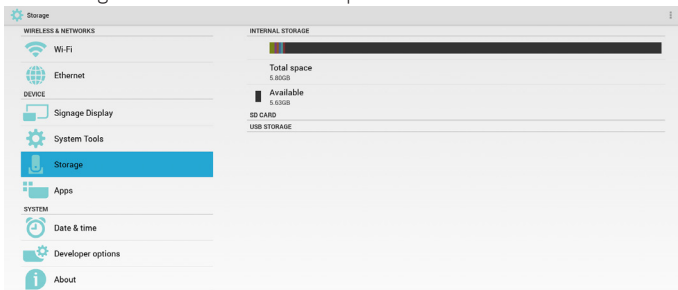 Storage
WIRELESS & NETWORKS
Wi-Fi
Ethernet
DEVICE
Signage Display
System Tools
Storage
Apps
SYSTEM
Date & time
Developer options
About
INTERNAL STORAGE
Total space
5.80GB
Available
5.63GB
SD CARD
USB STORAGE